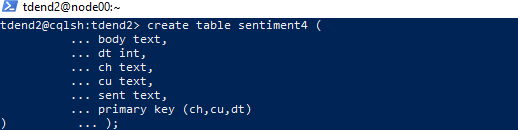 tdend2@node00:~
tdend2@cqlsh:tdend2> create table sentiment4 (
... body text,
... dt int,
... ch text,
... cu text,
... sent text,
... primary key (ch,cu,dt)
) ... );